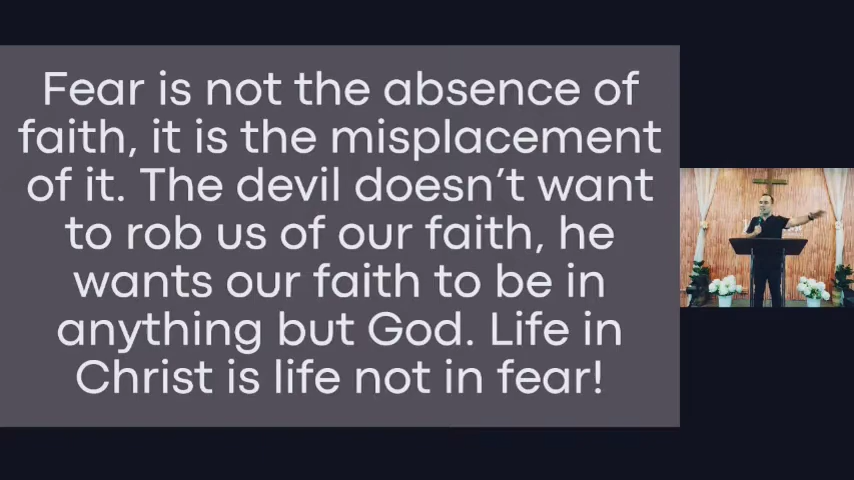 Fear is not the absence of
faith, it is the misplacement
of it. The devil doesn’t want
to rob us of our faith, he
wants our faith to be in
anything but God. Life in
Christ is life not in fear!